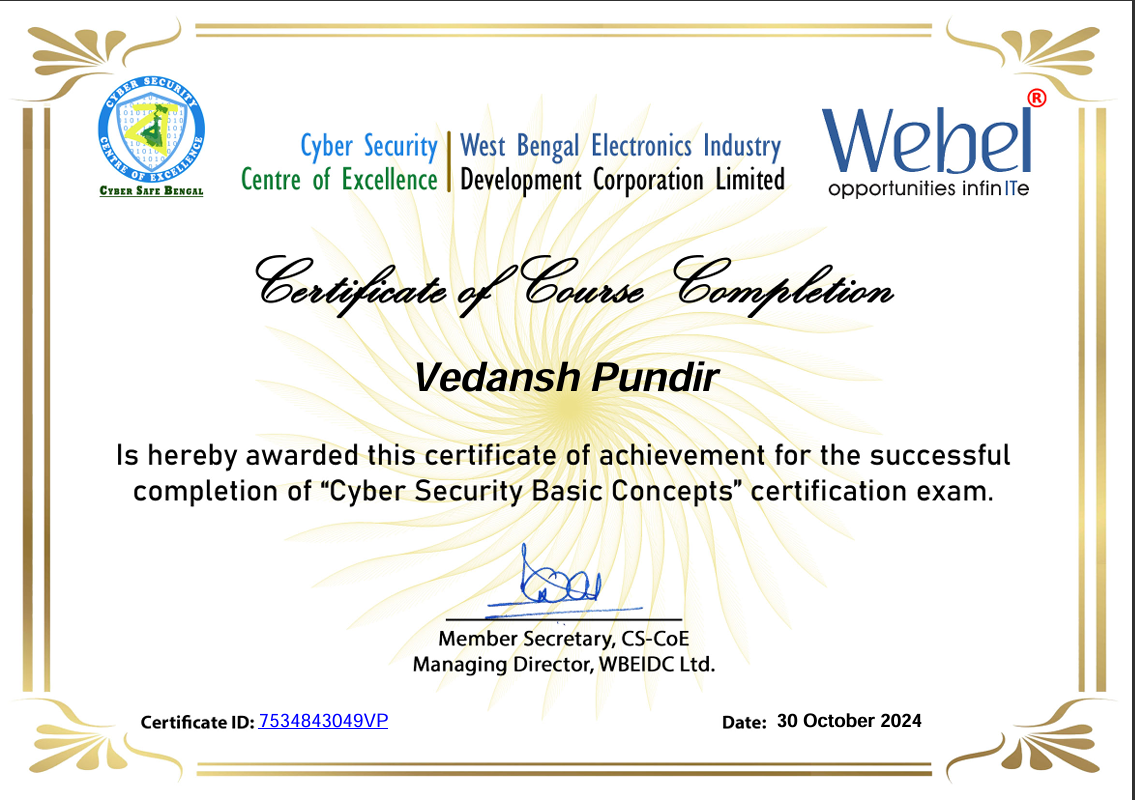 CYBER SECURITY
CENTRE OF EXCELLENCE
CYBER SAFE BENGAL
Cyber Security
Centre of Excellence
West Bengal Electronics Industry
Development Corporation Limited
Webel®
opportunities infinITe
Certificate of Course Completion
Vedansh Pundir
Is hereby awarded this certificate of achievement for the successful
completion of “Cyber Security Basic Concepts” certification exam.
Member Secretary, CS-CoE
Managing Director, WBEIDC Ltd.
Certificate ID: 7534843049VP
Date: 30 October 2024